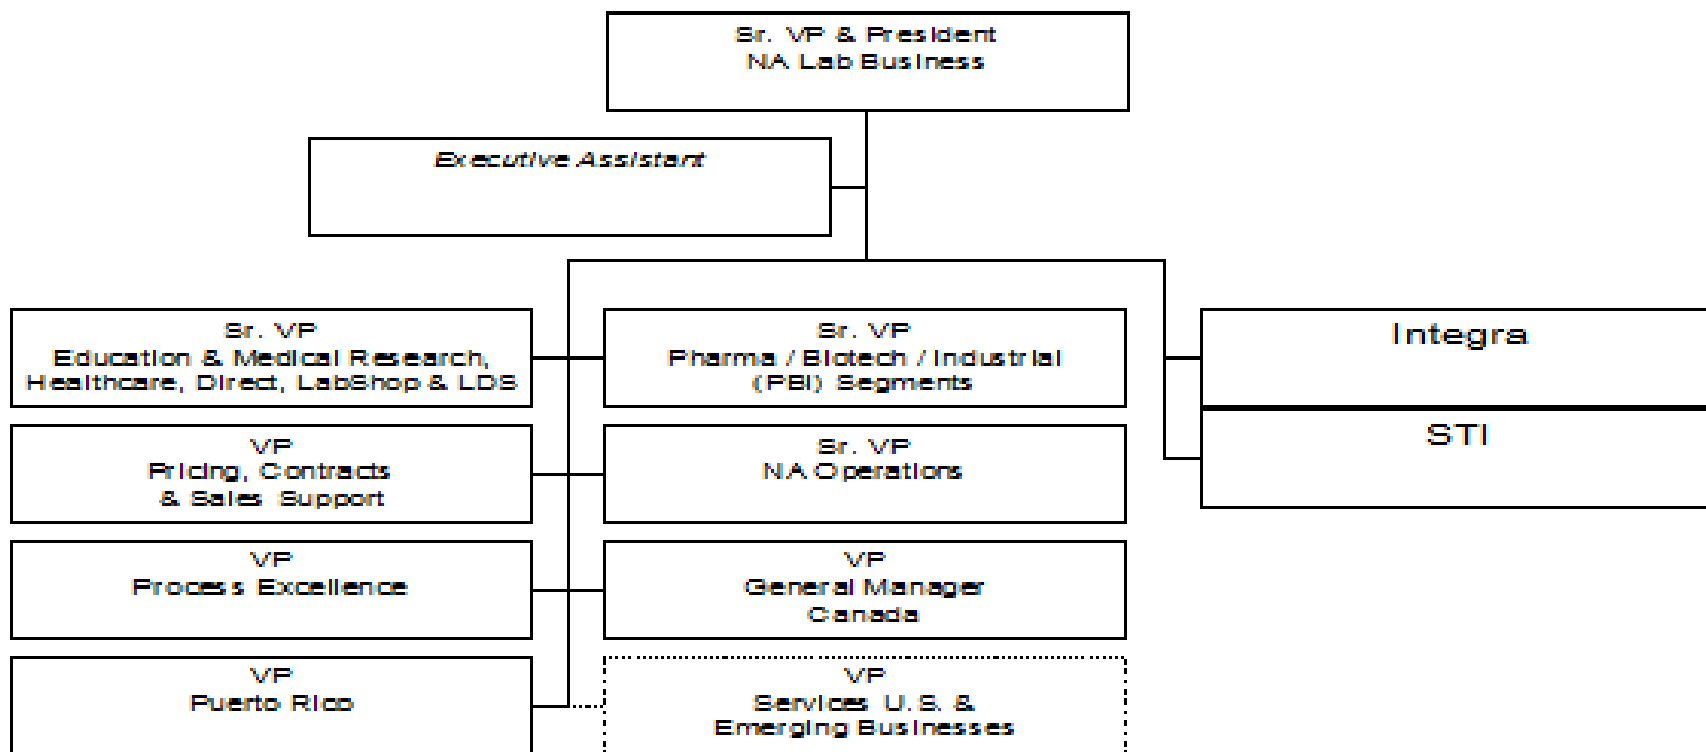 Sr. VP & President
NA Lab Business
Executive Assistant
Sr. VP
Education & Medical Research,
Healthcare, Direct, LabShop & LDS
Sr. VP
Pharma / Biotech / Industrial
(PBI) Segments
Integra
STI
VP
Pricing, Contracts
& Sales Support
Sr. VP
NA Operations
VP
Process Excellence
VP
General Manager
Canada
VP
Puerto Rico
VP
Services U.S. &
Emerging Businesses